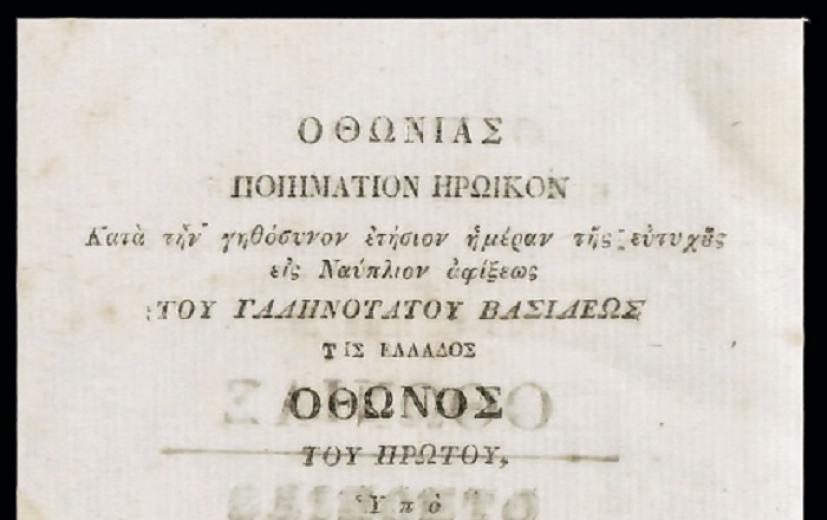 ΟΘΩΝΙΑΣ
ΠΟΙΗΜΑΤΙΟΝ ΗΡΩΙΚΟΝ
Κατὰ τὴν γηθόσυνον ἐτήσιον ἡμέραν τῆς εὐτυχοῦς
εἰς Ναύπλιον ἀφίξεως
ΤΟΥ ΓΑΛΗΝΟΤΑΤΟΥ ΒΑΣΙΛΕΩΣ
ΤΗΣ ΕΛΛΑΔΟΣ
ΟΘΩΝΟΣ
ΤΟΥ ΠΡΩΤΟΥ,
Ὑπὸ